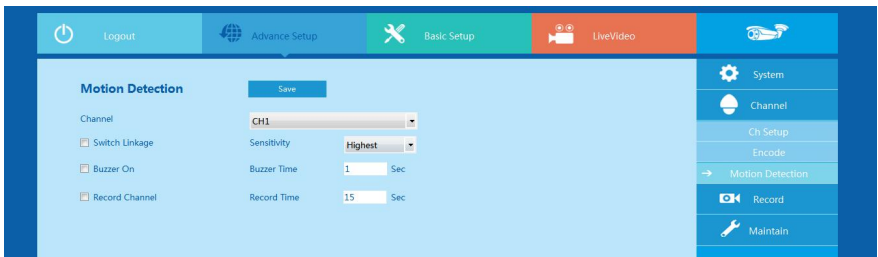 Logout
Advance Setup
Basic Setup
LiveVideo
System
Motion Detection
Save
Channel
Channel
CH1
Switch Linkage
Sensitivity
Highest
Ch Setup
Encode
Buzzer On
Buzzer Time
1
Sec
Motion Detection
Record Channel
Record Time
15
Sec
Record
Maintain